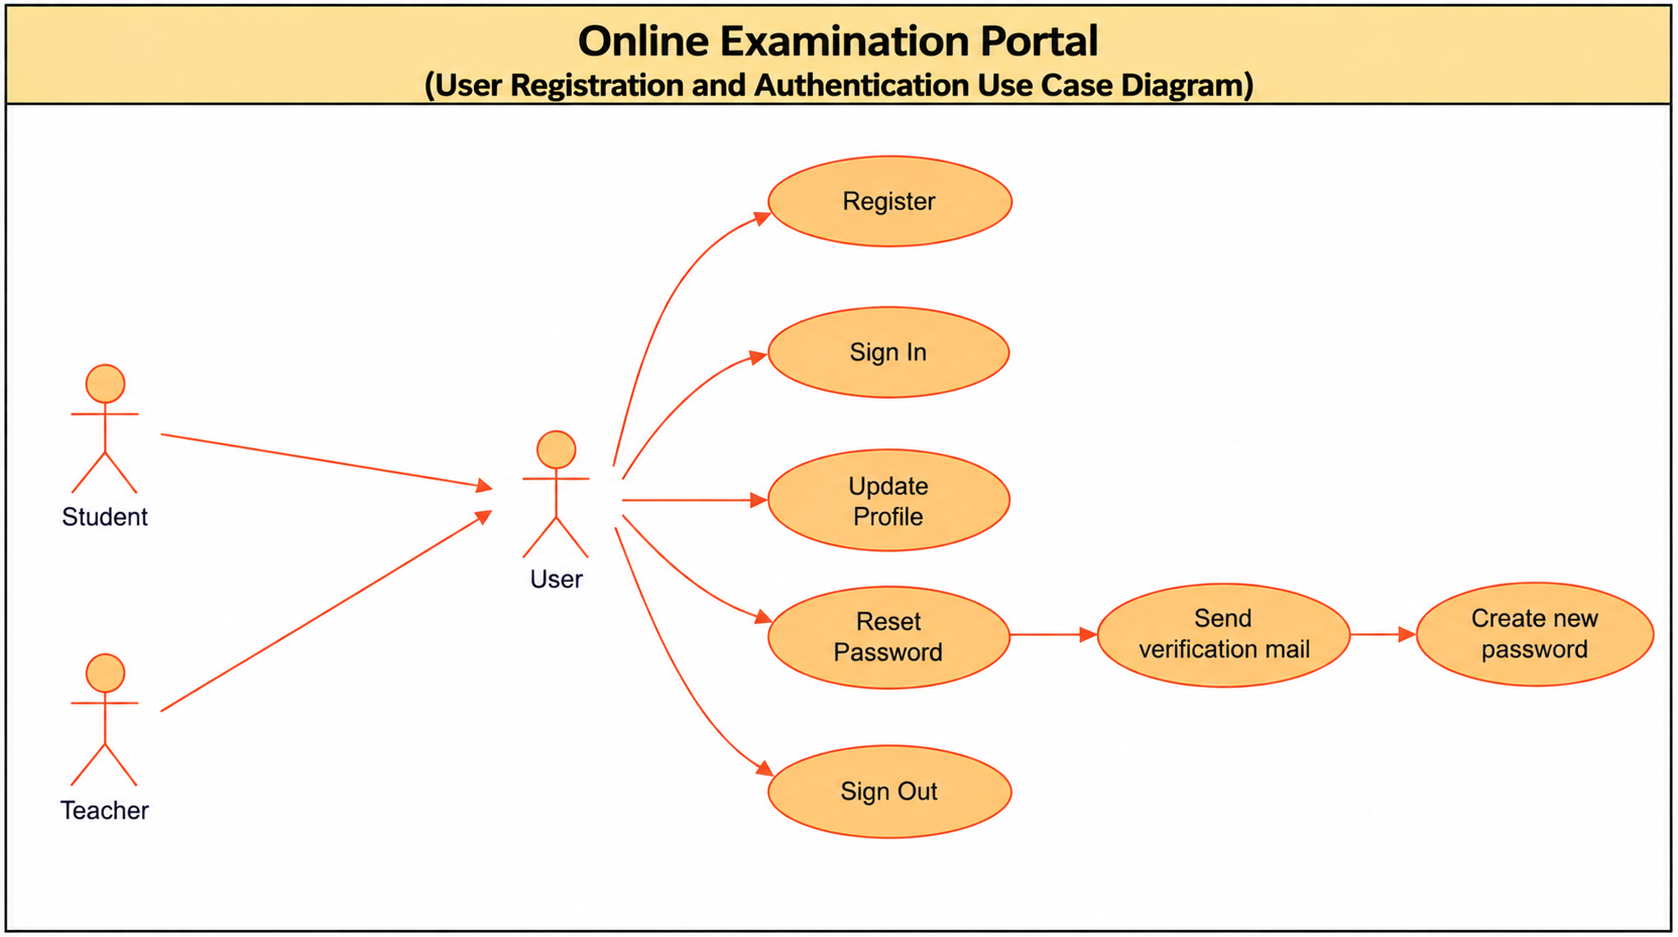 Online Examination Portal
(User Registration and Authentication Use Case Diagram)
Register
Sign In
Student
User
Update
Profile
Reset
Password
Send
verification mail
Create new
password
Teacher
Sign Out